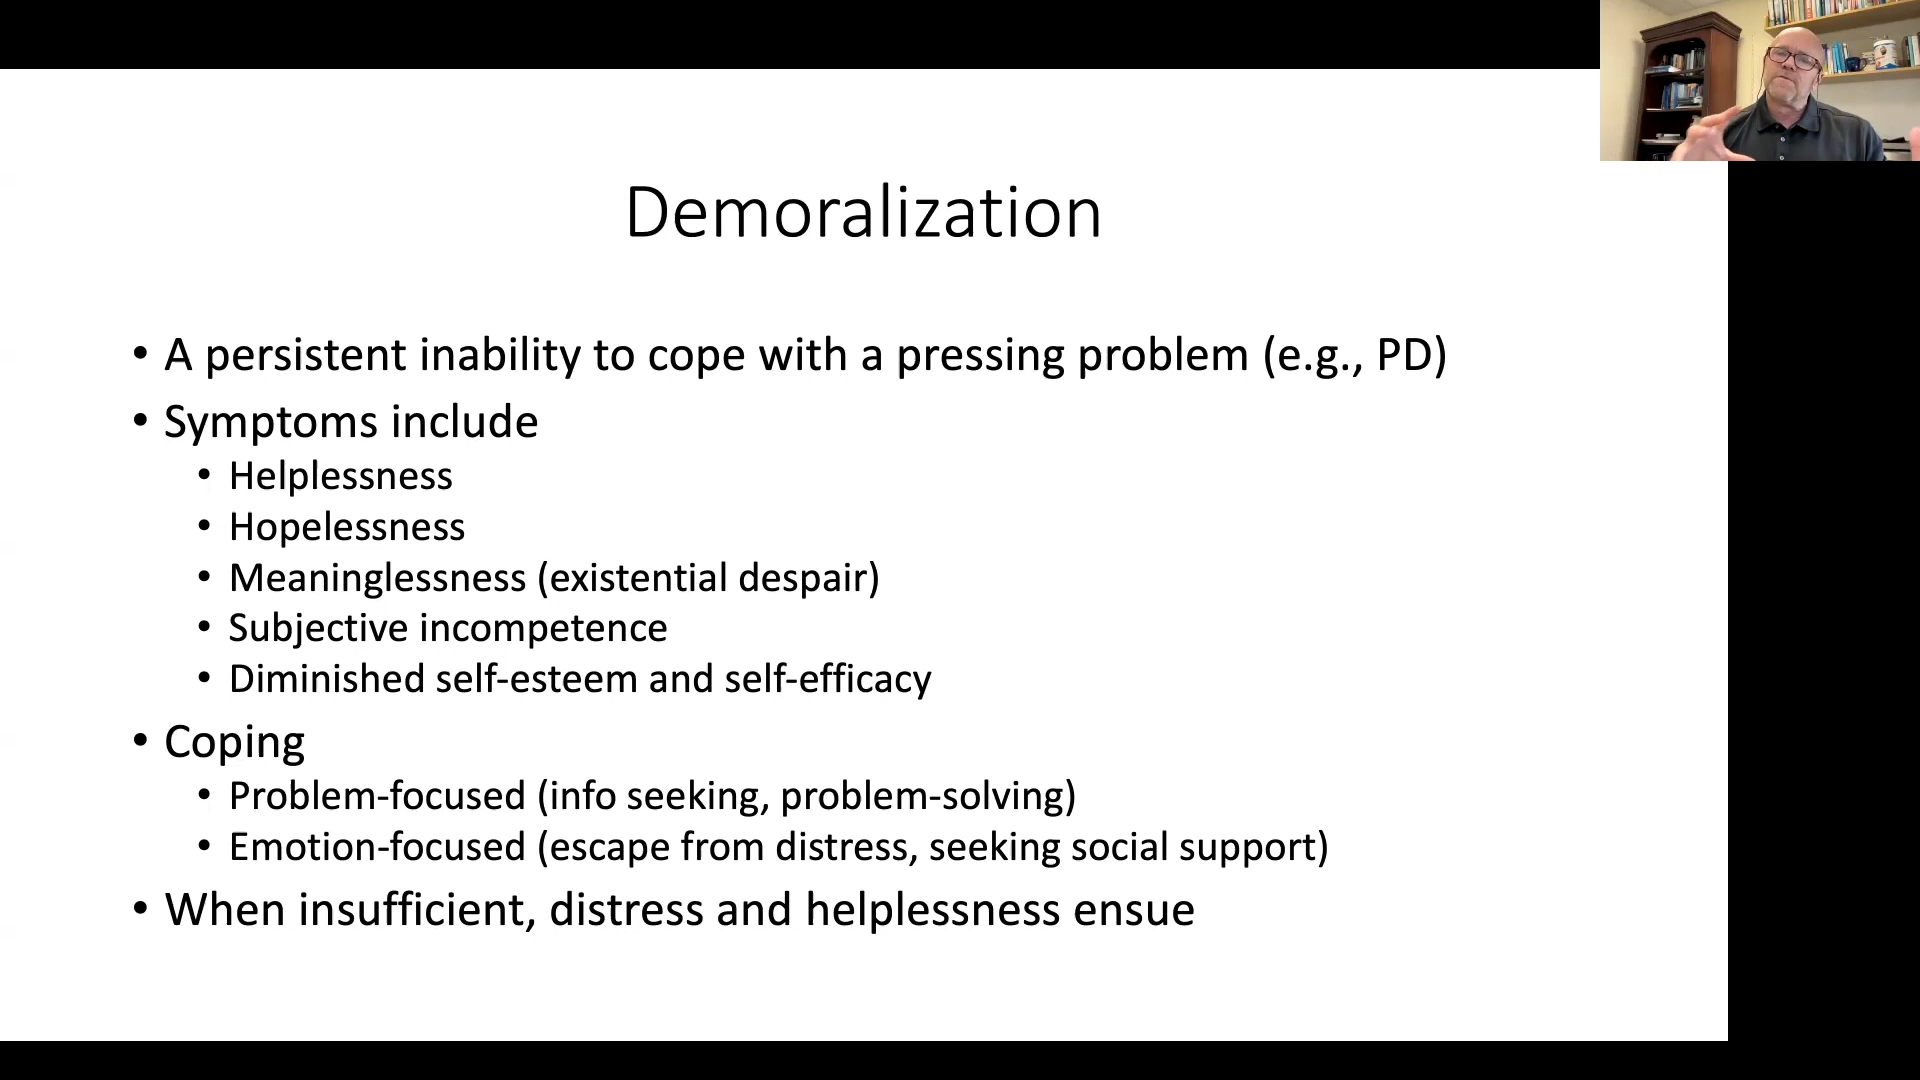 Demoralization
• A persistent inability to cope with a pressing problem (e.g., PD)
• Symptoms include
• Helplessness
• Hopelessness
• Meaninglessness (existential despair)
• Subjective incompetence
• Diminished self-esteem and self-efficacy
• Coping
• Problem-focused (info seeking, problem-solving)
• Emotion-focused (escape from distress, seeking social support)
• When insufficient, distress and helplessness ensue